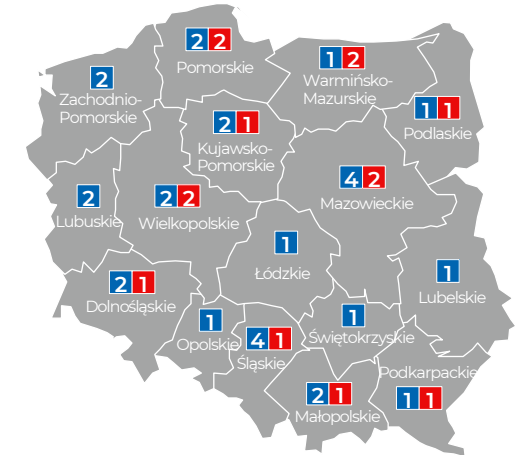 2 2
Pomorskie
1 2
Warmińsko-
Mazurskie
2
Zachodnio-
Pomorskie
1 1
Podlaskie
2 1
Kujawsko-
Pomorskie
4 2
Mazowieckie
2
Lubuskie
2 2
Wielkopolskie
1
Łódzkie
1
Lubelskie
2 1
Dolnośląskie
1
Opolskie
4 1
Śląskie
1
Świętokrzyskie
Podkarpackie
1 1
2 1
Małopolskie